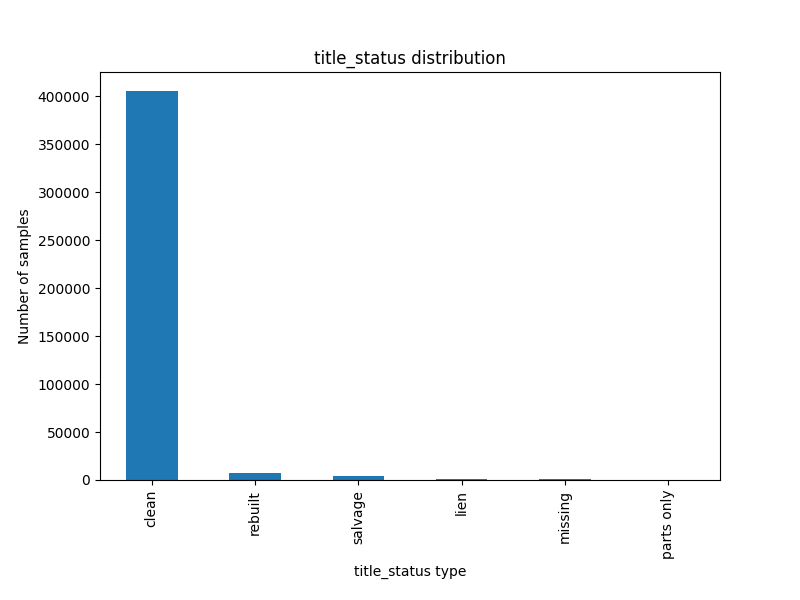 title_status distribution
400000
350000
300000
250000
200000
150000
100000
50000
0
Number of samples
clean
rebuilt
salvage
lien
missing
parts only
title_status type